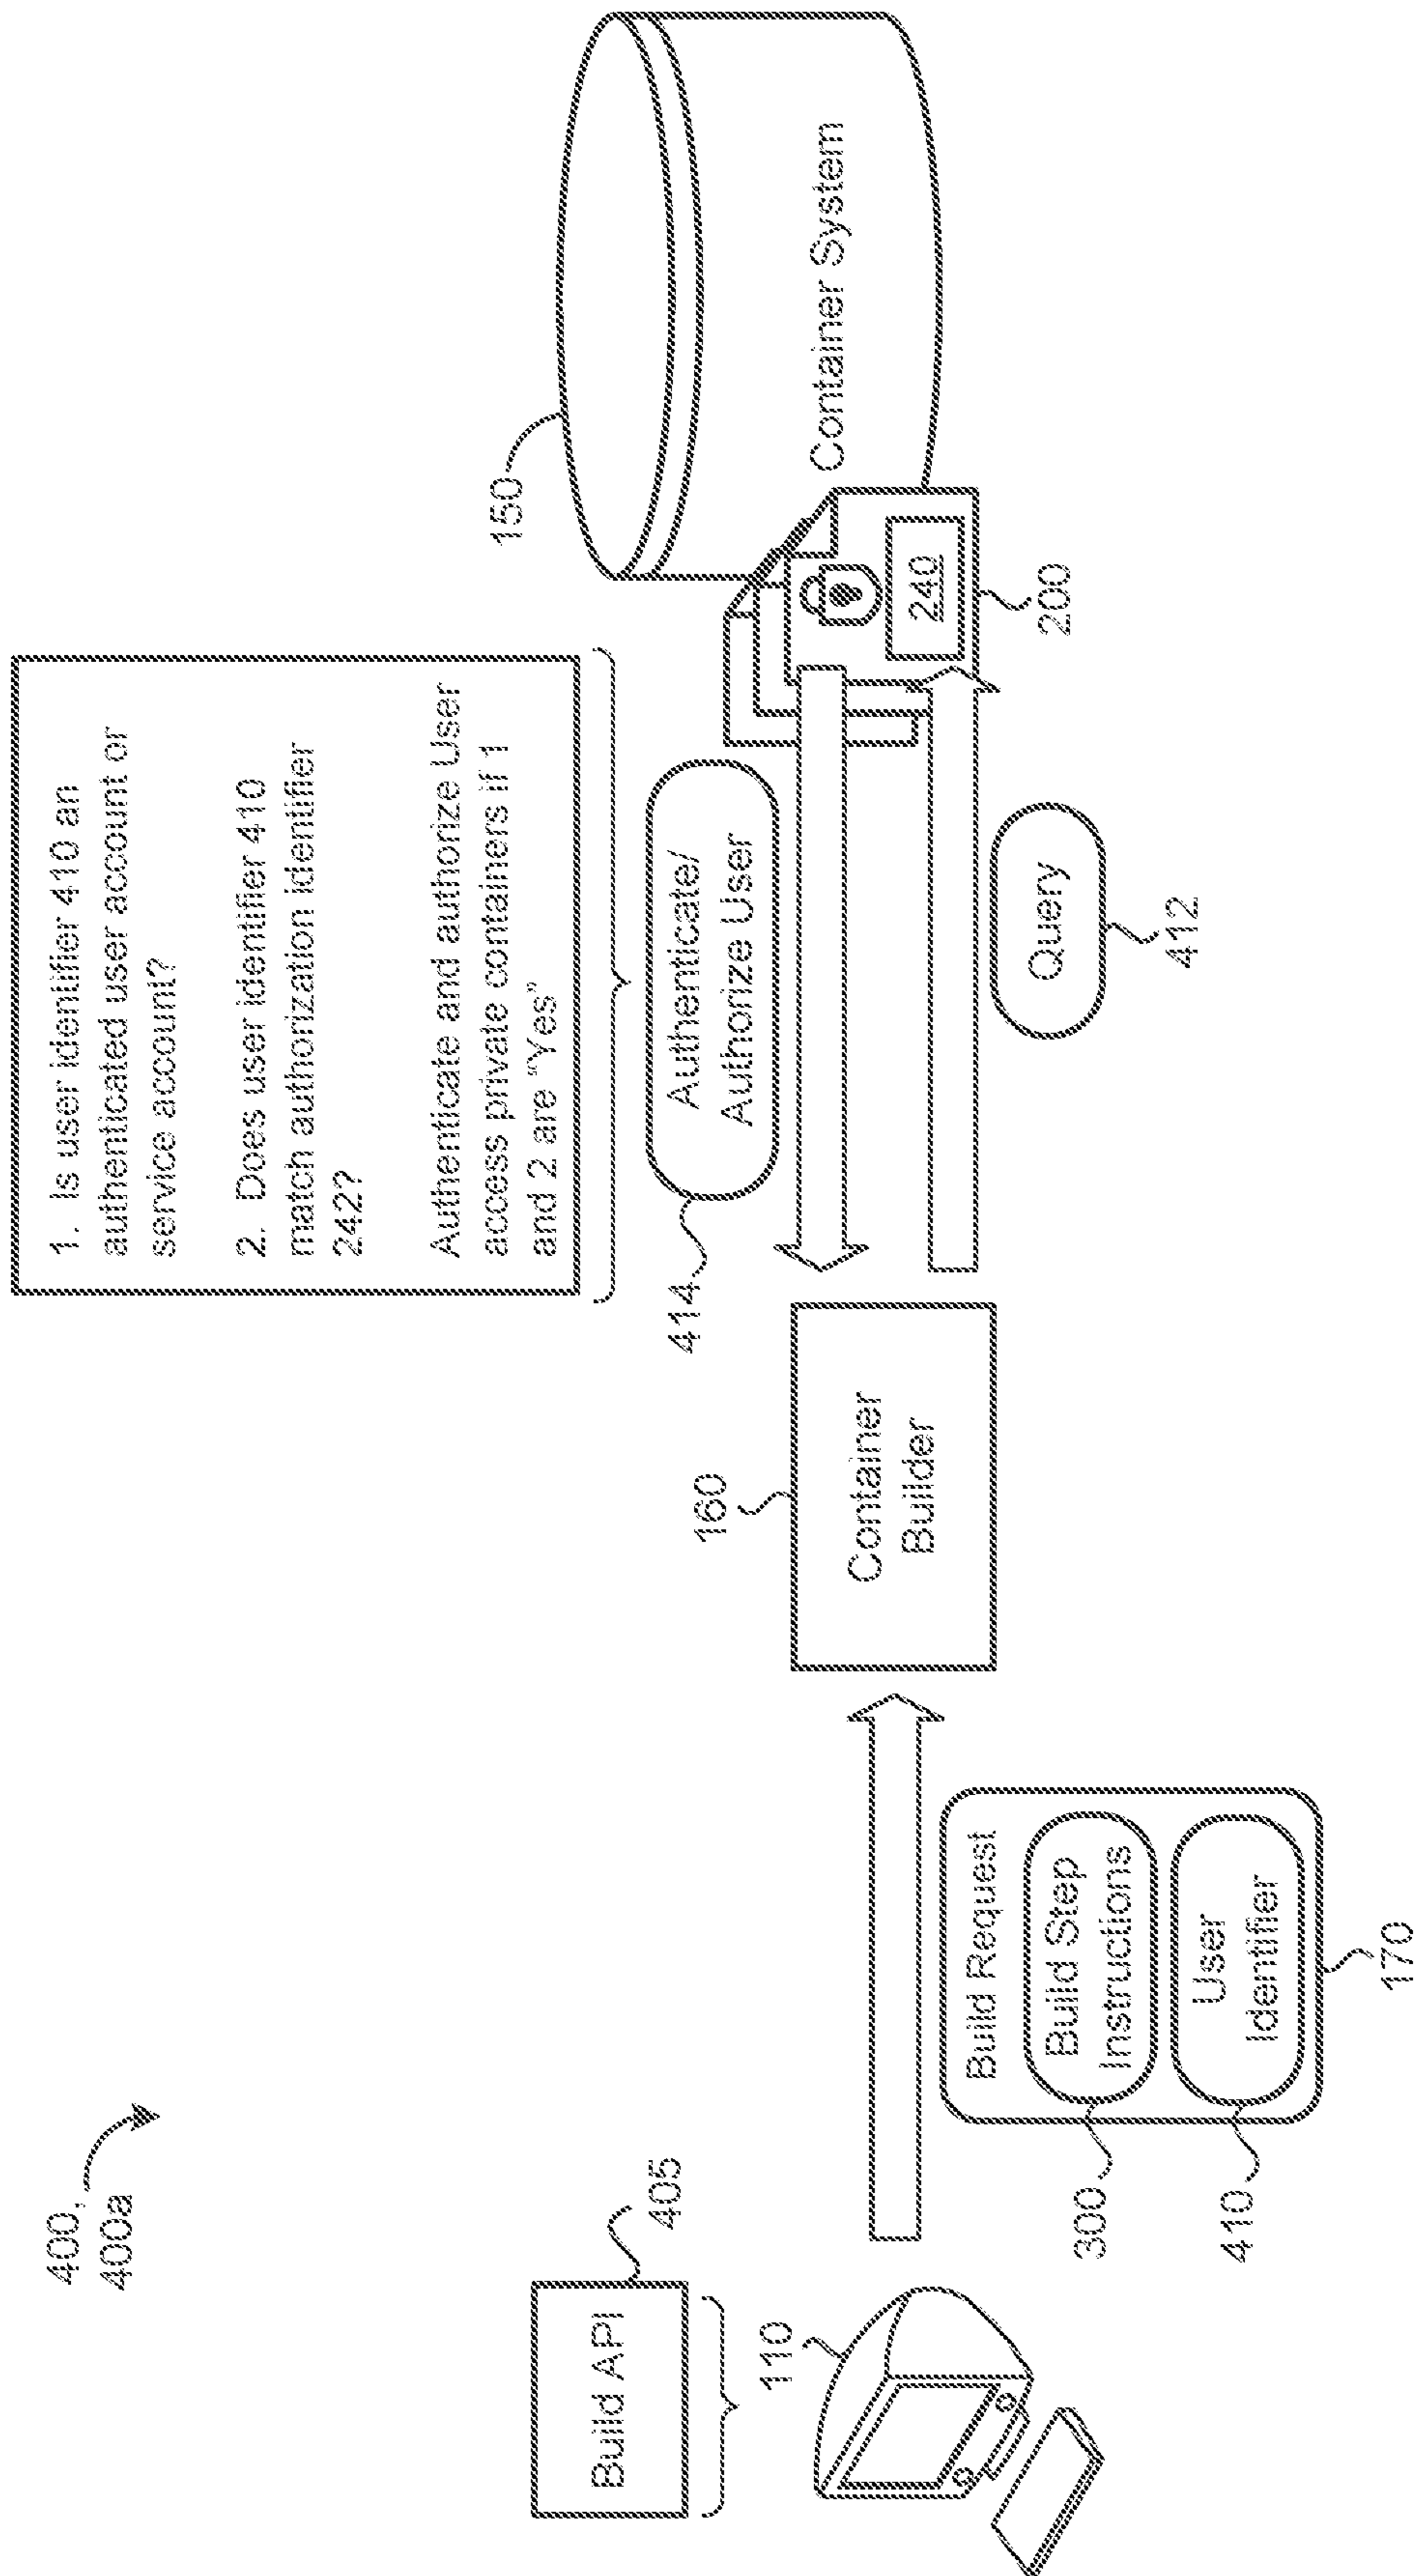 400,
400a
Build API
405
110
Build Request
Build Step
Instructions
User
Identifier
300
410
170
160
Container
Builder
1. Is user identifier 410 an
authenticated user account or
service account?
2. Does user identifier 410
match authorization identifier
242?
Authenticate and authorize User
access private containers if 1
and 2 are “Yes”
414
Authenticate/
Authorize User
Query
412
150
Container System
240
200